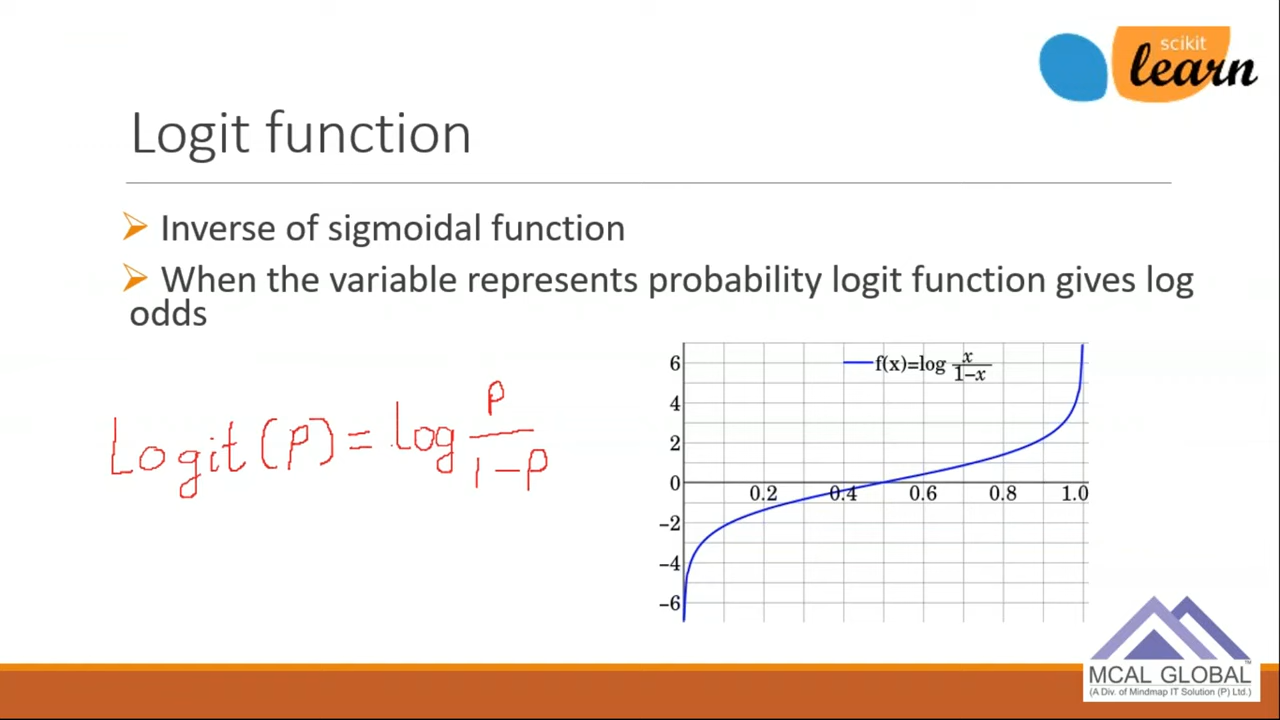 scikit
learn
Logit function
Inverse of sigmoidal function
When the variable represents probability logit function gives log
odds
Logit(P) = log P
1-P
f(x)=log x
1-x
6
4
2
0
-2
-4
-6
0.2 0.4 0.6 0.8 1.0
MCAL GLOBAL™
(A Div. of Mindmap IT Solution (P) Ltd.)